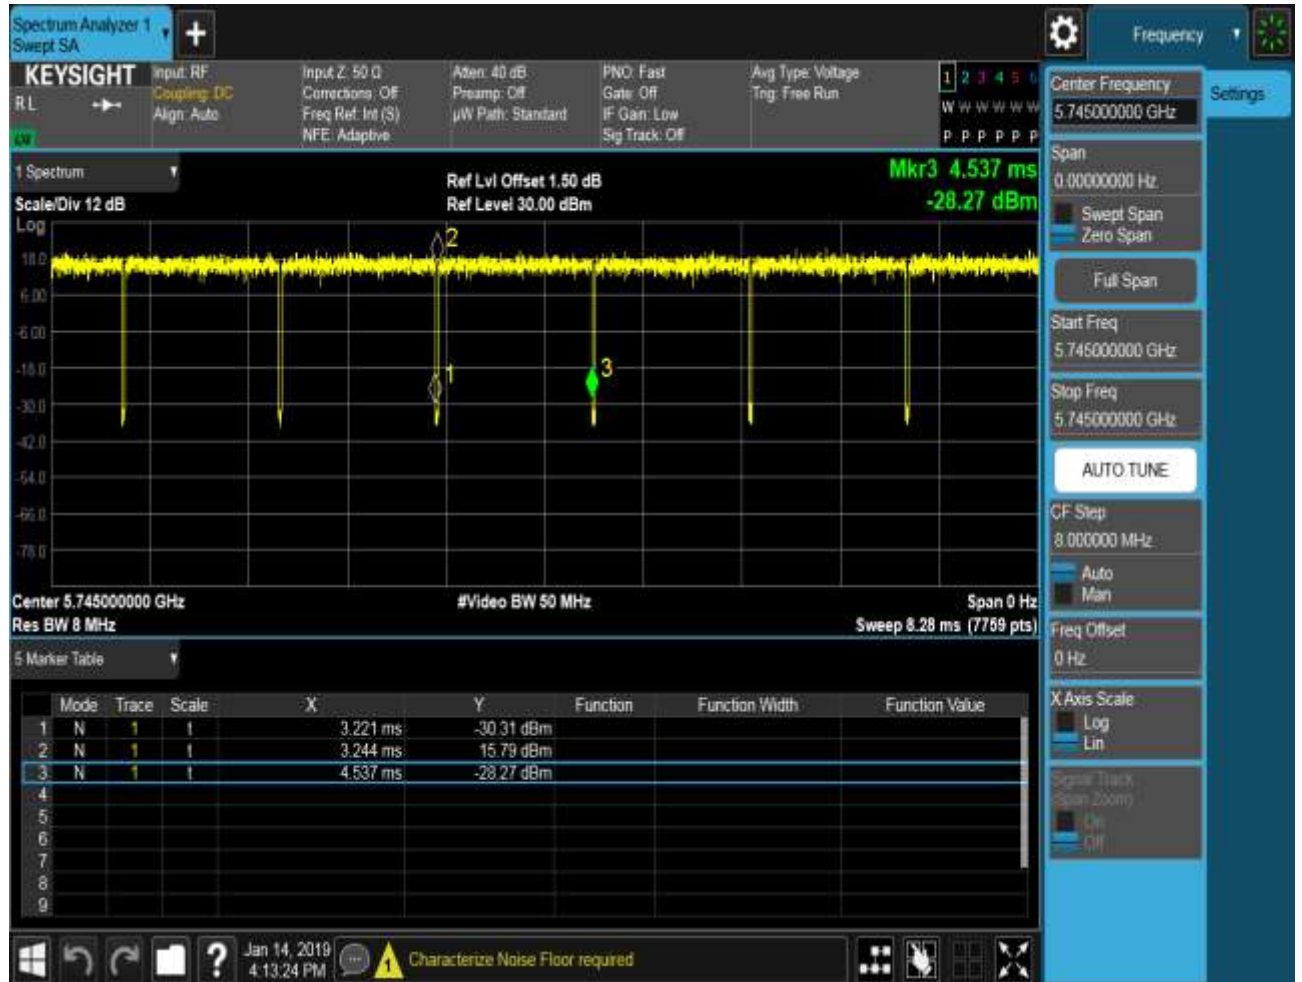 Spectrum Analyzer 1
Swept SA
+
Frequency
KEYSIGHT
RL
Input: RF
Coupling: DC
Align: Auto
Input Z: 50 Ω
Corrections: Off
Freq Ref: Int (S)
NFE: Adaptive
Atten: 40 dB
Preamp: Off
µW Path: Standard
PNO: Fast
Gate: Off
IF Gain: Low
Sig Track: Off
Avg Type: Voltage
Trig: Free Run
1 2 3 4 5 6
W W W W W W
P P P P P P
1 Spectrum
Scale/Div 12 dB
Ref Lvl Offset 1.50 dB
Ref Level 30.00 dBm
Mkr3 4.537 ms
-28.27 dBm
Log
18.0
6.00
-6.00
-18.0
-30.0
-42.0
-54.0
-66.0
-78.0
2
1
3
Center 5.745000000 GHz
#Video BW 50 MHz
Span 0 Hz
Res BW 8 MHz
Sweep 8.28 ms (7759 pts)
5 Marker Table
Mode Trace Scale X Y Function Function Width Function Value
1 N 1 t 3.221 ms -30.31 dBm
2 N 1 t 3.244 ms 15.79 dBm
3 N 1 t 4.537 ms -28.27 dBm
4
5
6
7
8
9
Jan 14, 2019
4:13:24 PM
1
Characterize Noise Floor required
Center Frequency
5.745000000 GHz
Settings
Span
0.00000000 Hz
Swept Span
Zero Span
Full Span
Start Freq
5.745000000 GHz
Stop Freq
5.745000000 GHz
AUTO TUNE
CF Step
8.000000 MHz
Auto
Man
Freq Offset
0 Hz
X Axis Scale
Log
Lin
Signal Track
(Span Zoom)
On
Off